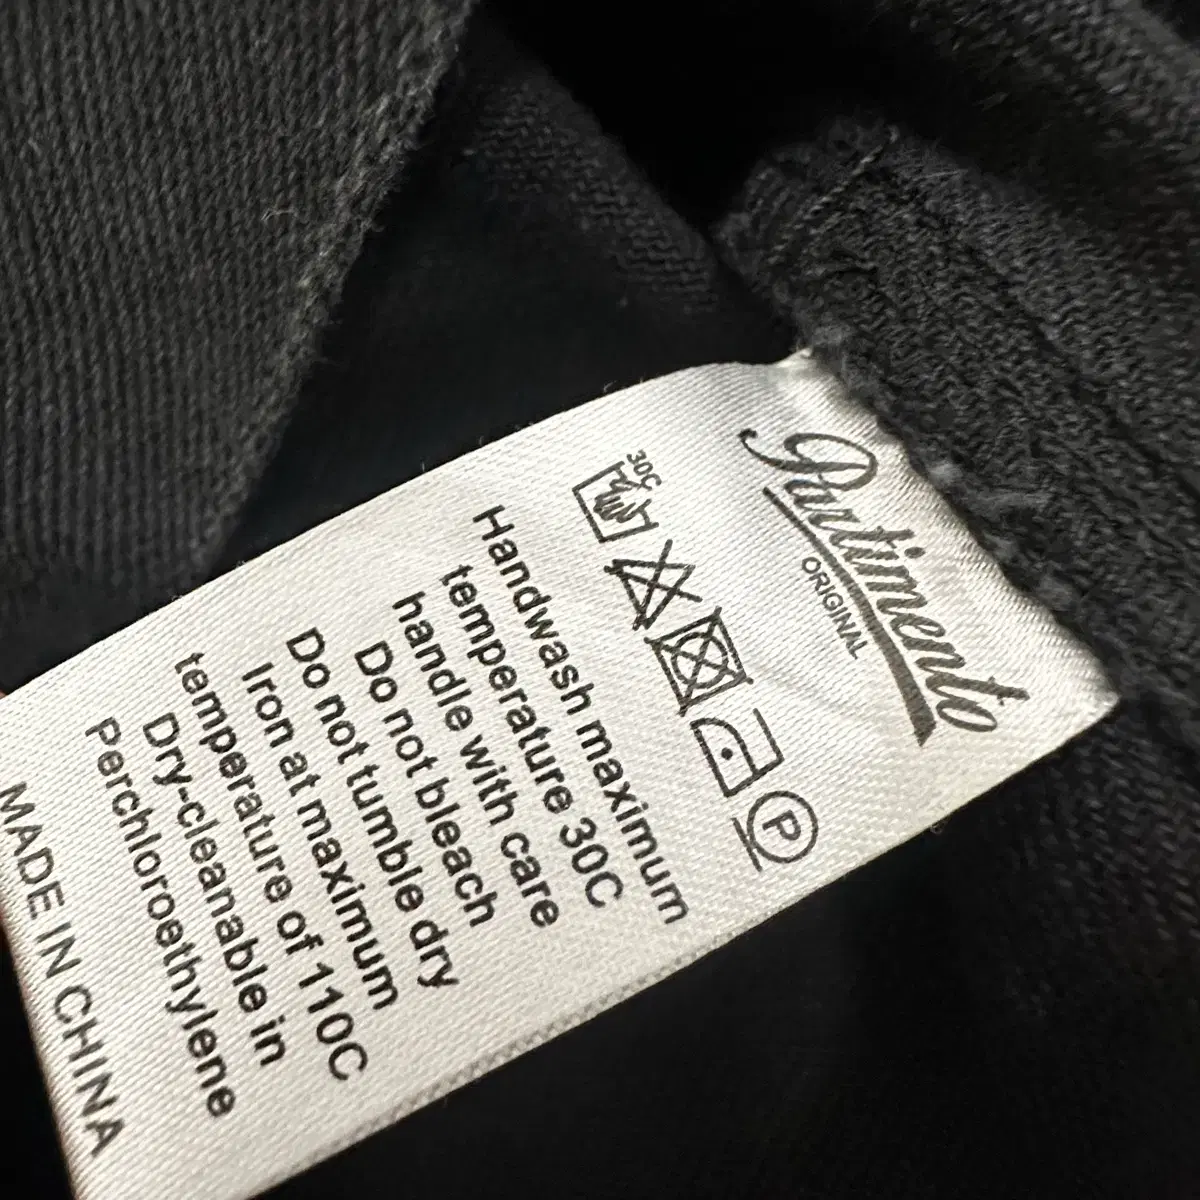 Partimento
ORIGINAL
30C
P
Handwash maximum
temperature 30C
handle with care
Do not bleach
Do not tumble dry
Iron at maximum
temperature of 110C
Dry-cleanable in
Perchloroethylene
MADE IN CHINA